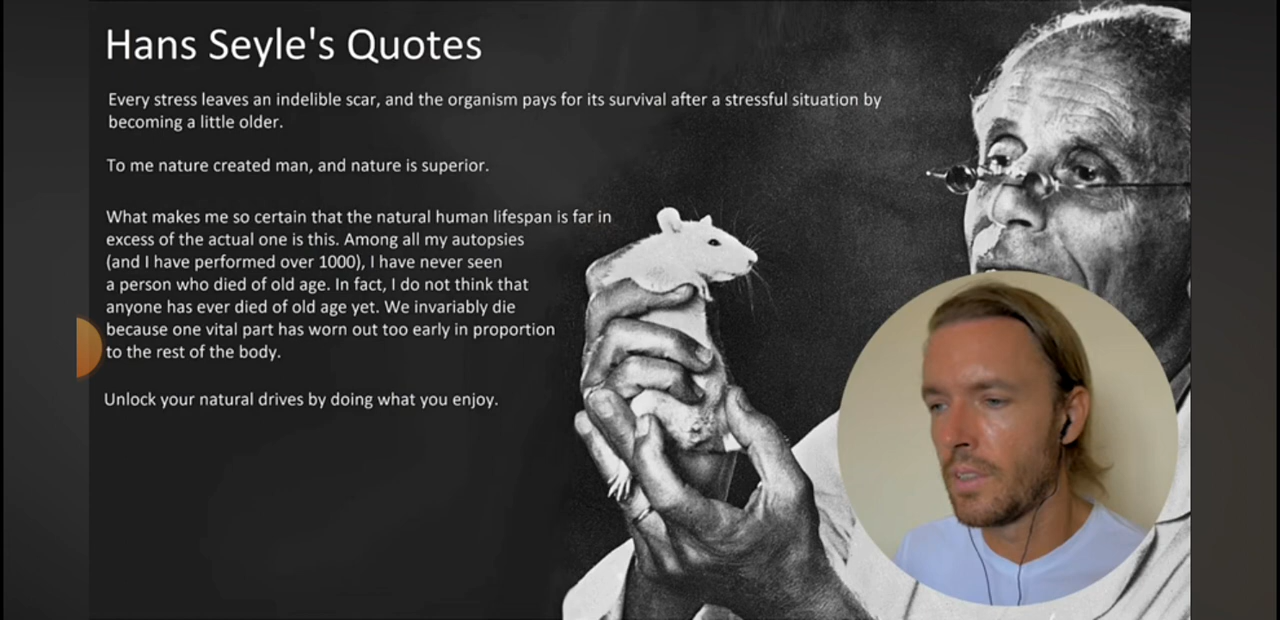 Hans Seyle's Quotes
Every stress leaves an indelible scar, and the organism pays for its survival after a stressful situation by
becoming a little older.
To me nature created man, and nature is superior.
What makes me so certain that the natural human lifespan is far in
excess of the actual one is this. Among all my autopsies
(and I have performed over 1000), I have never seen
a person who died of old age. In fact, I do not think that
anyone has ever died of old age yet. We invariably die
because one vital part has worn out too early in proportion
to the rest of the body.
Unlock your natural drives by doing what you enjoy.